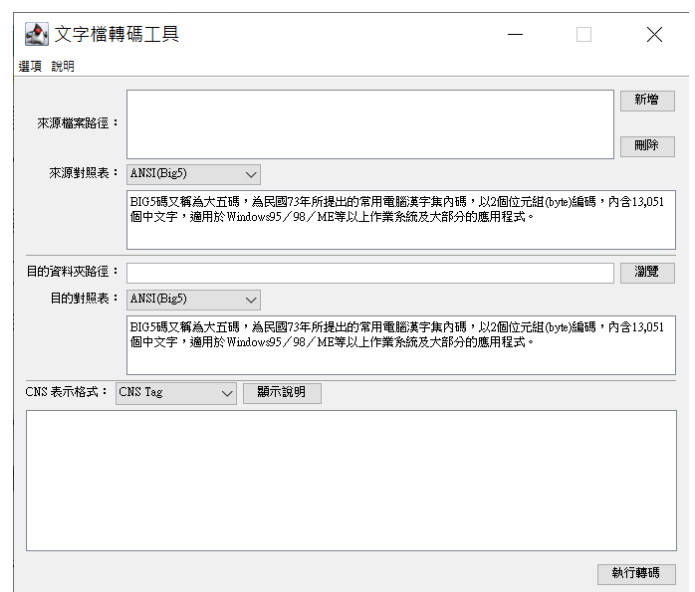 文字檔轉碼工具
選項 說明
新增
來源檔案路徑：
刪除
來源對照表： ANSI(Big5)
BIG5碼又稱為大五碼，為民國73年所提出的常用電腦漢字集內碼，以2個位元組(byte)編碼，內含13,051
個中文字，適用於Windows95／98／ME等以上作業系統及大部分的應用程式。
目的資料夾路徑： 瀏覽
目的對照表： ANSI(Big5)
BIG5碼又稱為大五碼，為民國73年所提出的常用電腦漢字集內碼，以2個位元組(byte)編碼，內含13,051
個中文字，適用於Windows95／98／ME等以上作業系統及大部分的應用程式。
CNS 表示格式： CNS Tag 顯示說明
執行轉碼